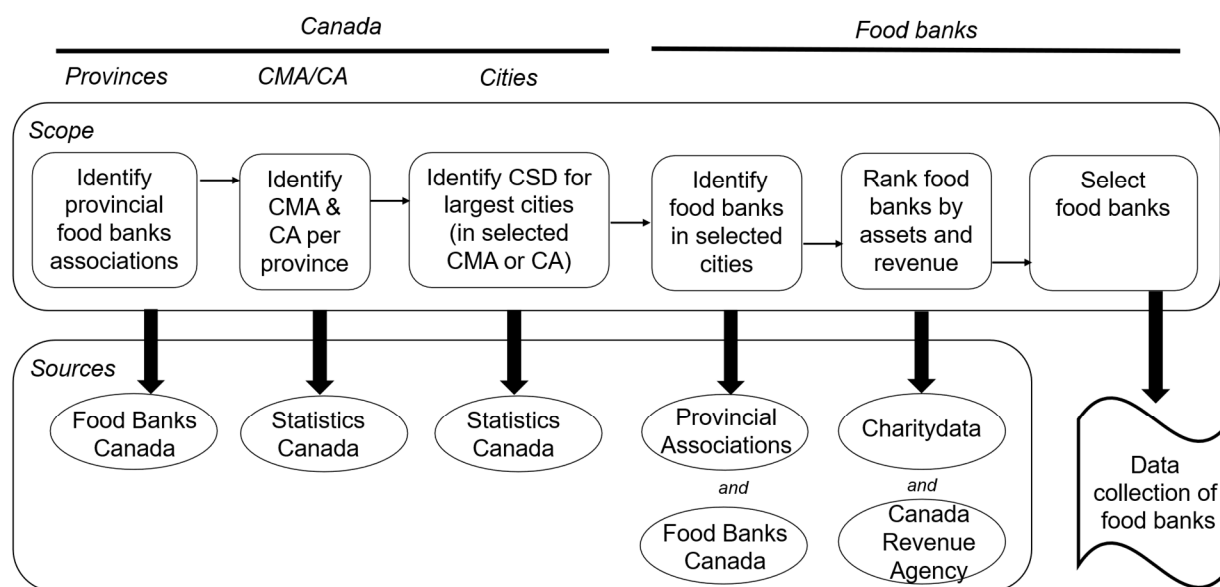 Canada
Food banks
Provinces
CMA/CA
Cities
Scope
Identify
provincial
food banks
associations
Identify
CMA &
CA per
province
Identify CSD for
largest cities
(in selected
CMA or CA)
Identify
food banks
in selected
cities
Rank food
banks by
assets and
revenue
Select
food banks
Sources
Food Banks
Canada
Statistics
Canada
Statistics
Canada
Provincial
Associations
and
Food Banks
Canada
Charitydata
and
Canada
Revenue
Agency
Data
collection of
food banks